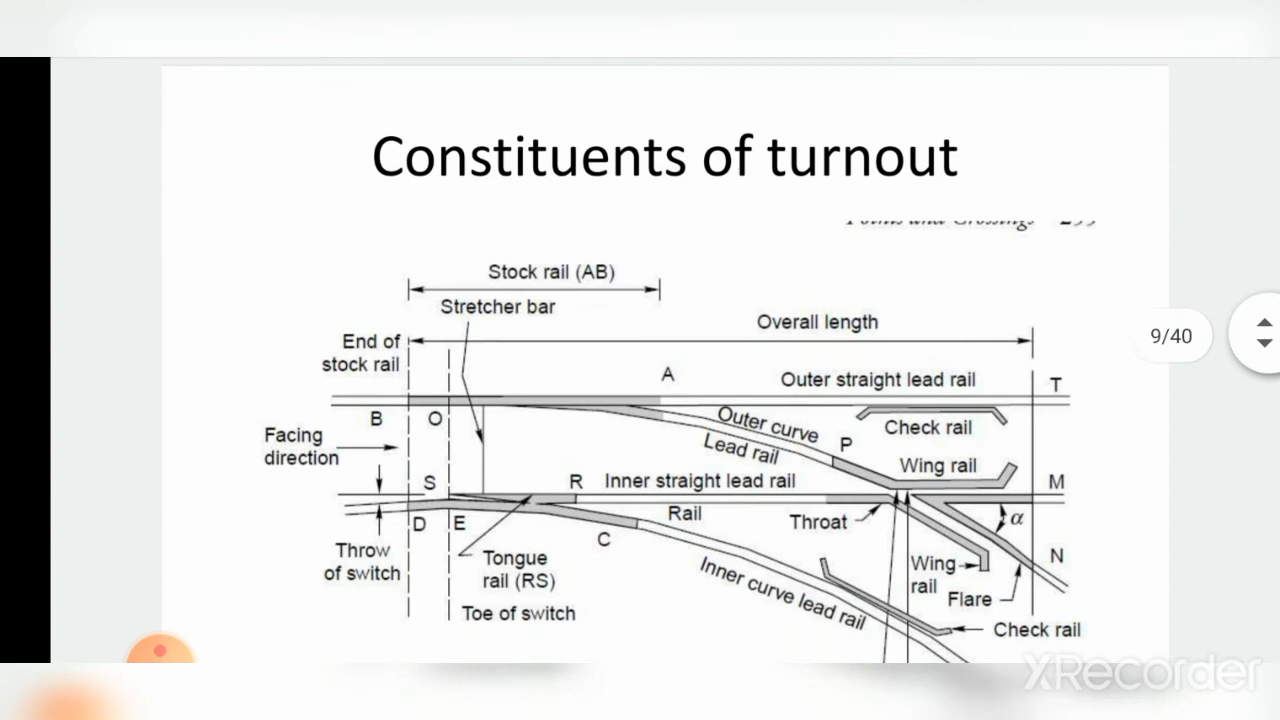 Constituents of turnout
Stock rail (AB)
Stretcher bar
Overall length
End of
stock rail
A
Outer straight lead rail
T
B
O
Outer curve
Lead rail
Check rail
Facing
direction
P
Wing rail
S
R
Inner straight lead rail
M
D
E
Rail
Throat
α
C
Throw
of switch
Tongue
rail (RS)
Inner curve lead rail
Wing
rail
N
Flare
Toe of switch
Check rail
9/40
XRecorder